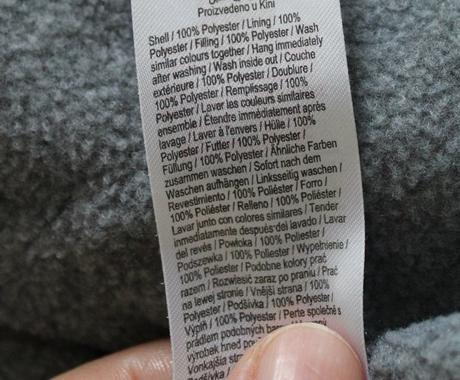 Proizvedeno u Kini
Shell / 100% Polyester / Lining / 100%
Polyester / Filling / 100% Polyester / Wash
similar colours together / Hang immediately
after washing / Wash inside out / Couche
extérieure / 100% Polyester / Doublure /
100% Polyester / Remplissage / 100%
Polyester / Laver les couleurs similaires
ensemble / Étendre immédiatement après
lavage / Laver à l'envers / Hülle / 100%
Polyester / Futter / 100% Polyester /
Füllung / 100% Polyester / Ähnliche Farben
zusammen waschen / Sofort nach dem
Waschen aufhängen / Linksseitig waschen /
Revestimiento / 100% Poliéster / Forro /
100% Poliéster / Relleno / 100% Poliéster /
Lavar junto con colores similares / Tender
inmediatamente después del lavado / Lavar
del revés / Powłoka / 100% Poliester /
Podszewka / 100% Poliester / Wypełnienie /
100% Poliester / Podobne kolory prać
razem / Rozwiesić zaraz po praniu / Prać
na lewej stronie / Vnější strana / 100%
Polyester / Podšívka / 100% Polyester /
Výplň / 100% Polyester / Perte společně s
prádlem podobných
výrobek hned
Vonkajšia
Podšívka /